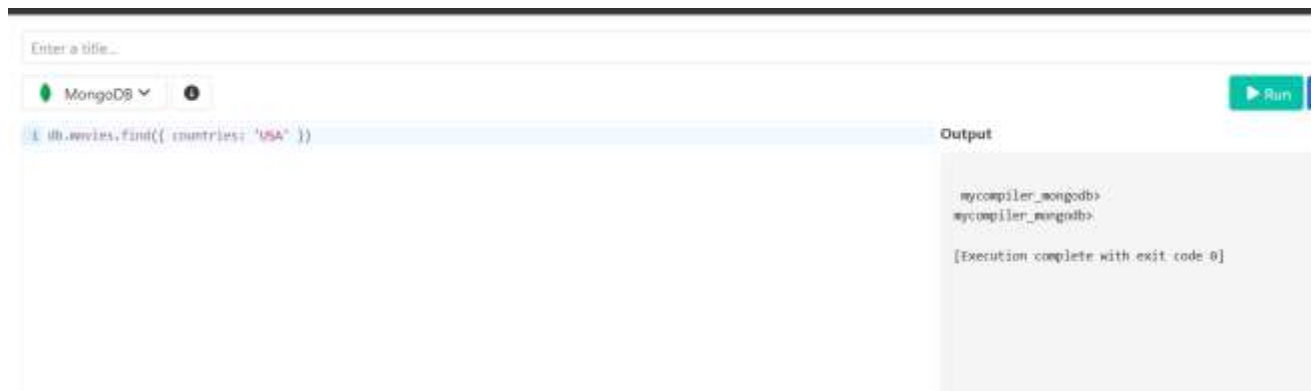 Enter a title...
MongoDB
Run
1 db.movies.find({ countries: "USA" })
Output
mycompiler_mongodb>
mycompiler_mongodb>
[Execution complete with exit code 0]